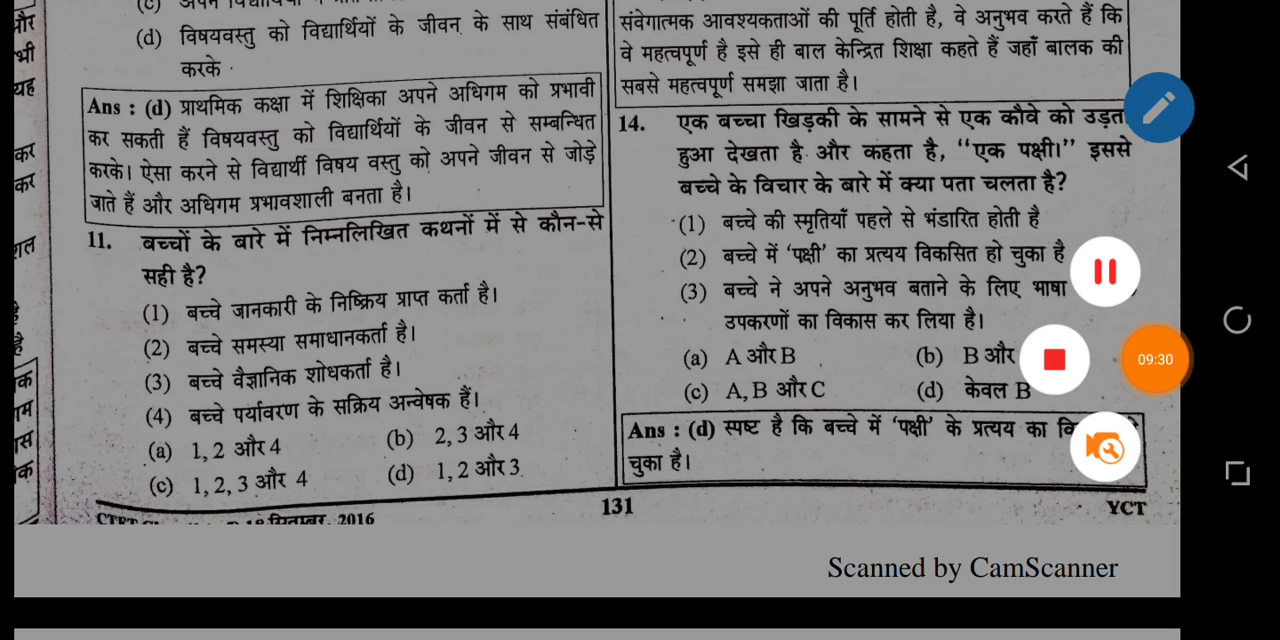 और
भी
यह
कर
कर
(d) विषयवस्तु को विद्यार्थियों के जीवन के साथ संबंधित
करके
Ans : (d) प्राथमिक कक्षा में शिक्षिका अपने अधिगम को प्रभावी
कर सकती हैं विषयवस्तु को विद्यार्थियों के जीवन से सम्बन्धित
करके। ऐसा करने से विद्यार्थी विषय वस्तु को अपने जीवन से जोड़े
जाते हैं और अधिगम प्रभावशाली बनता है।
11. बच्चों के बारे में निम्नलिखित कथनों में से कौन-से
सही है?
(1) बच्चे जानकारी के निष्क्रिय प्राप्त कर्ता है।
(2) बच्चे समस्या समाधानकर्ता है।
(3) बच्चे वैज्ञानिक शोधकर्ता है।
(4) बच्चे पर्यावरण के सक्रिय अन्वेषक हैं।
(a) 1, 2 और 4 (b) 2, 3 और 4
(c) 1, 2, 3 और 4 (d) 1, 2 और 3
संवेगात्मक आवश्यकताओं की पूर्ति होती है, वे अनुभव करते हैं कि
वे महत्वपूर्ण है इसे ही बाल केन्द्रित शिक्षा कहते हैं जहाँ बालक की
सबसे महत्वपूर्ण समझा जाता है।
14. एक बच्चा खिड़की के सामने से एक कौवे को
हुआ देखता है और कहता है, “एक पक्षी।” इससे
बच्चे के विचार के बारे में क्या पता चलता है?
(1) बच्चे की स्मृतियाँ पहले से भंडारित होती है
(2) बच्चे में ‘पक्षी’ का प्रत्यय विकसित हो चुका है
(3) बच्चे ने अपने अनुभव बताने के लिए भाषा
उपकरणों का विकास कर लिया है।
(a) A और B (b) B और
(c) A, B और C (d) केवल B
Ans : (d) स्पष्ट है कि बच्चे में ‘पक्षी’ के प्रत्यय का
चुका है।
2016 131 YCT
Scanned by CamScanner
09:30